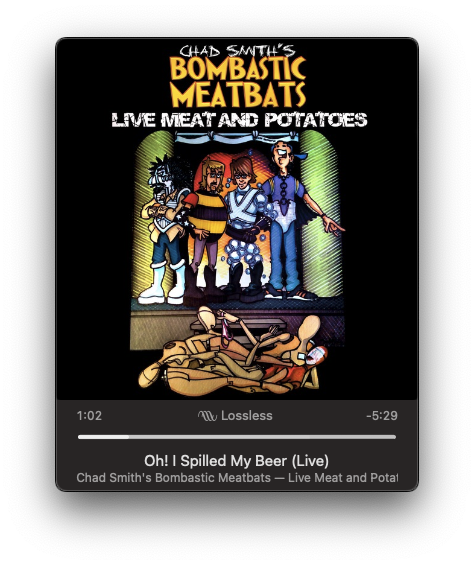 CHAD SMITH'S
BOMBASTIC
MEATBATS
LIVE MEAT AND POTATOES
1:02 Lossless -5:29
Oh! I Spilled My Beer (Live)
Chad Smith's Bombastic Meatbats — Live Meat and Potat